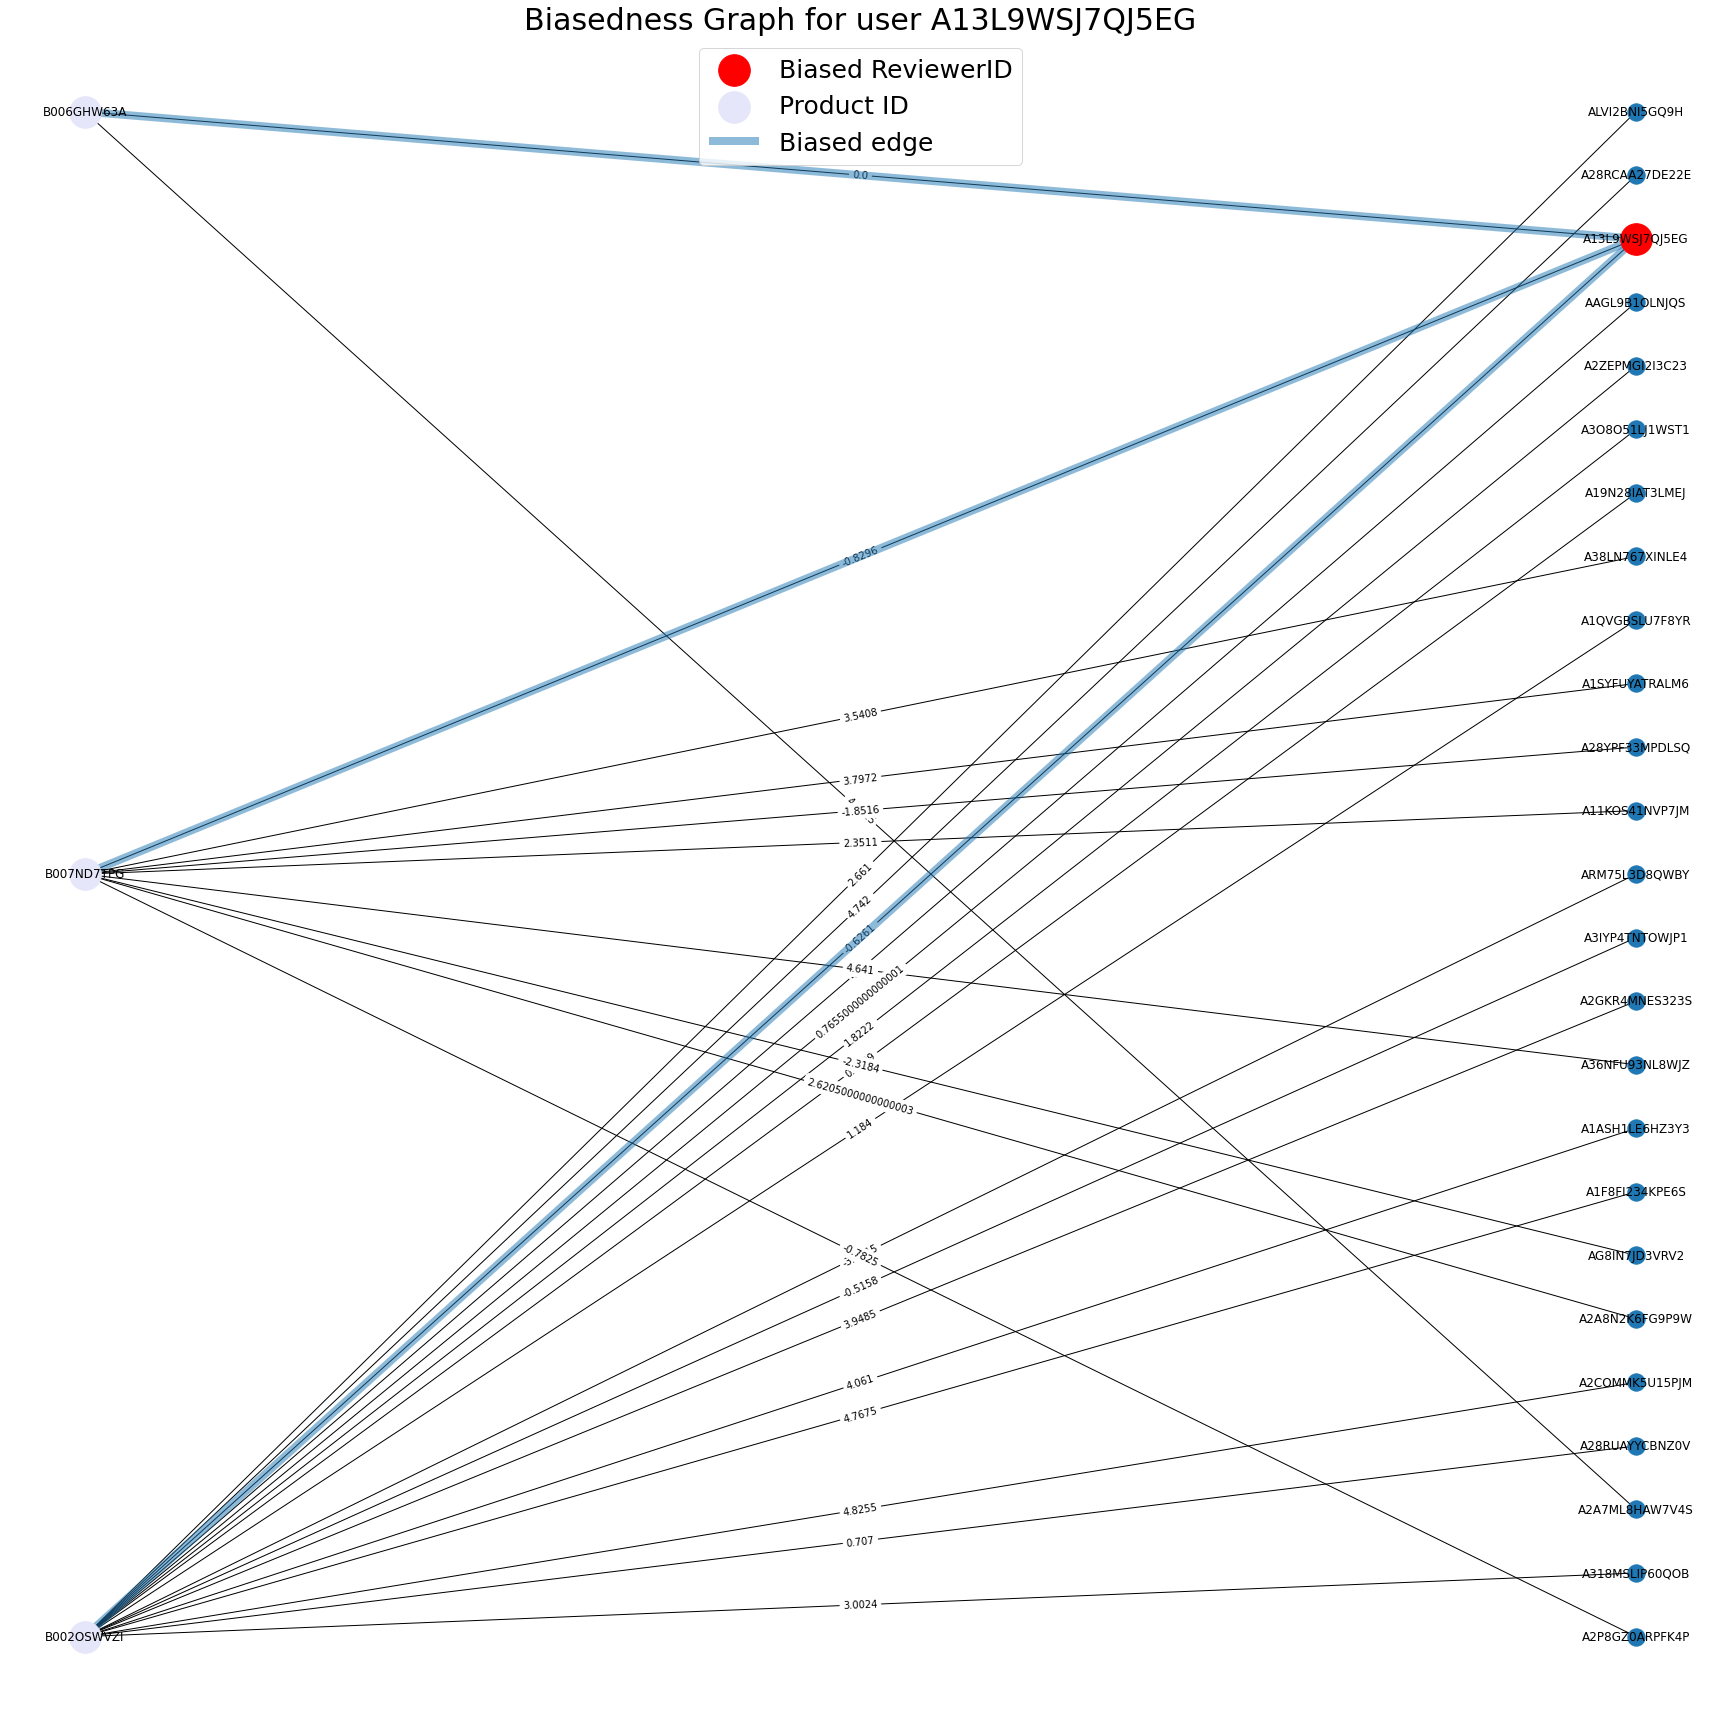 Biasedness Graph for user A13L9WSJ7QJ5EG
Biased ReviewerID
Product ID
Biased edge
B006GHW63A
ALVI2BNI5GQ9H
0.0
A28RCAA27DE22E
A13L9WSJ7QJ5EG
AAGL9B1OLNJQS
A2ZEPMGI2I3C23
A3O8O51LJ1WST1
A19N28IAT3LMEJ
-0.8296
A38LN767XINLE4
A1QVGBSLU7F8YR
A1SYFUYATRALM6
3.5408
A28YPF33MPDLSQ
3.7972
-1.8516
A11KOS41NVP7JM
2.3511
B007ND71PG
2.661
ARM75L3D8QWBY
4.742
-0.6261
A3IYP4TNTOWJP1
4.641
0.7655000000000001
A2GKR4MNES323S
1.8222
-2.3184
A36NFU93NL8WJZ
2.6205000000000003
1.184
A1ASH1LE6HZ3Y3
A1F8FI234KPE6S
-0.7825
AG8IN7JD3VRV2
-0.5158
3.9485
A2A8N2K6FG9P9W
4.061
A2COMMK5U15PJM
4.7675
A28RUAYYCBNZ0V
4.8255
A2A7ML8HAW7V4S
0.707
A318MSLIP60QOB
3.0024
B002OSWVZI
A2P8GZ0ARPFK4P